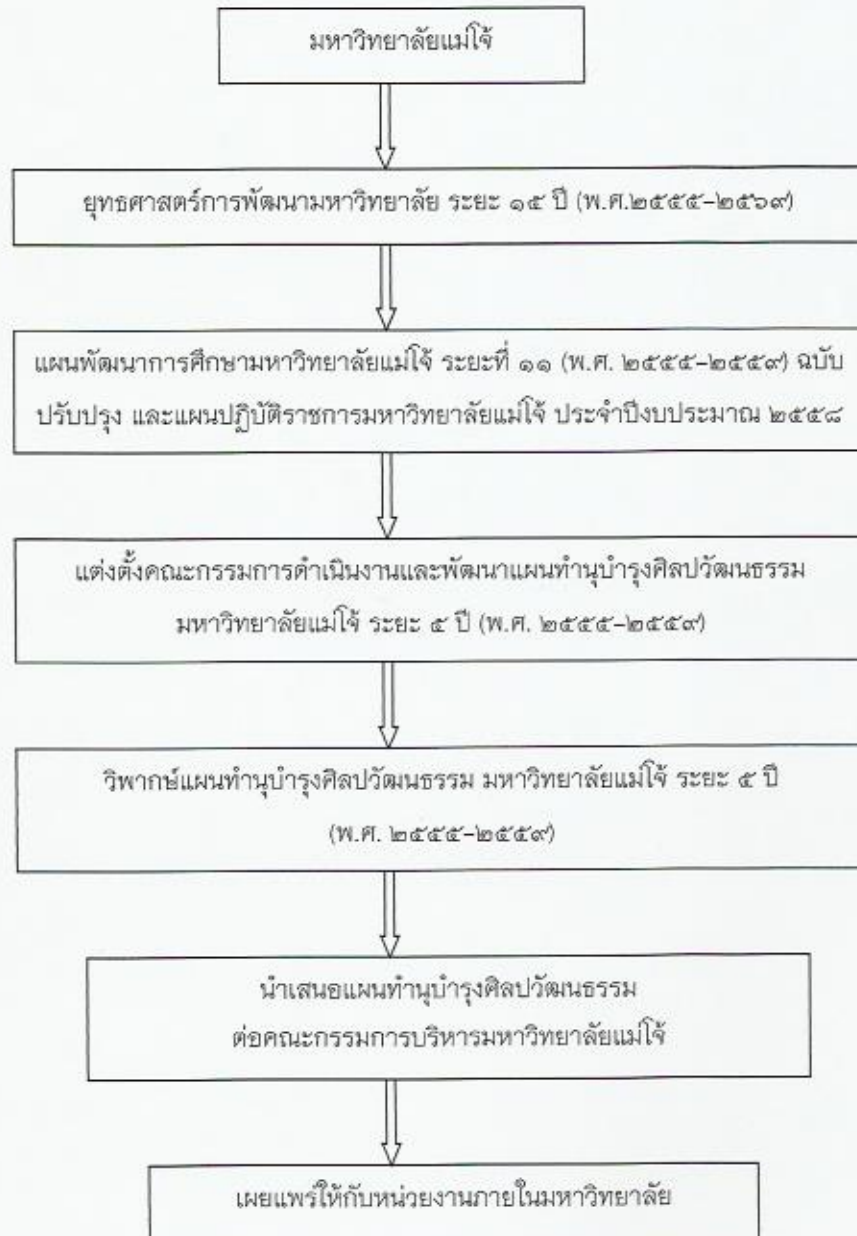 มหาวิทยาลัยแม่โจ้
ยุทธศาสตร์การพัฒนามหาวิทยาลัย ระยะ ๑๕ ปี (พ.ศ.๒๕๕๕-๒๕๖๙)
แผนพัฒนาการศึกษามหาวิทยาลัยแม่โจ้ ระยะที่ ๑๑ (พ.ศ. ๒๕๕๕-๒๕๕๙) ฉบับ
ปรับปรุง และแผนปฏิบัติราชการมหาวิทยาลัยแม่โจ้ ประจำปีงบประมาณ ๒๕๕๘
แต่งตั้งคณะกรรมการดำเนินงานและพัฒนาแผนทำนุบำรุงศิลปวัฒนธรรม
มหาวิทยาลัยแม่โจ้ ระยะ ๕ ปี (พ.ศ. ๒๕๕๕-๒๕๕๙)
วิพากษ์แผนทำนุบำรุงศิลปวัฒนธรรม มหาวิทยาลัยแม่โจ้ ระยะ ๕ ปี
(พ.ศ. ๒๕๕๕-๒๕๕๙)
นำเสนอแผนทำนุบำรุงศิลปวัฒนธรรม
ต่อคณะกรรมการบริหารมหาวิทยาลัยแม่โจ้
เผยแพร่ให้กับหน่วยงานภายในมหาวิทยาลัย